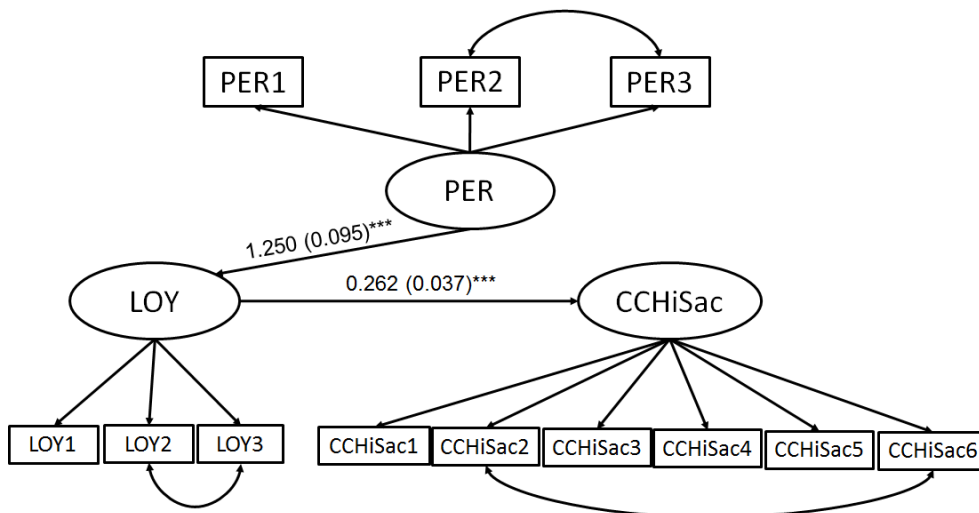 PER1
PER2
PER3
PER
1.250 (0.095)***
LOY
0.262 (0.037)***
CCHiSac
LOY1
LOY2
LOY3
CCHiSac1
CCHiSac2
CCHiSac3
CCHiSac4
CCHiSac5
CCHiSac6